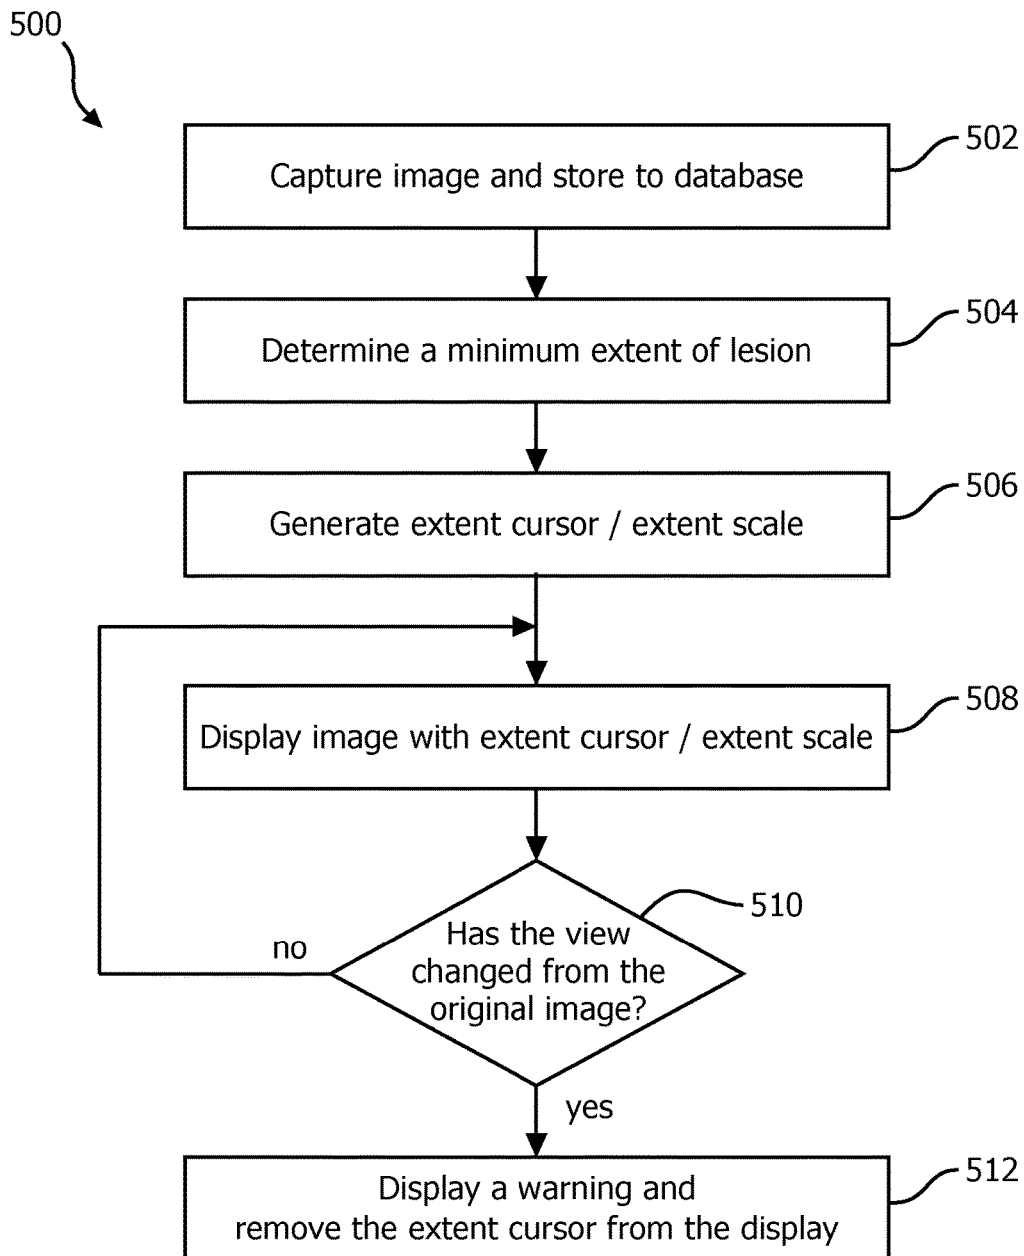 500
Capture image and store to database
502
Determine a minimum extent of lesion
504
Generate extent cursor / extent scale
506
Display image with extent cursor / extent scale
508
Has the view
changed from the
original image?
510
no
yes
Display a warning and
remove the extent cursor from the display
512